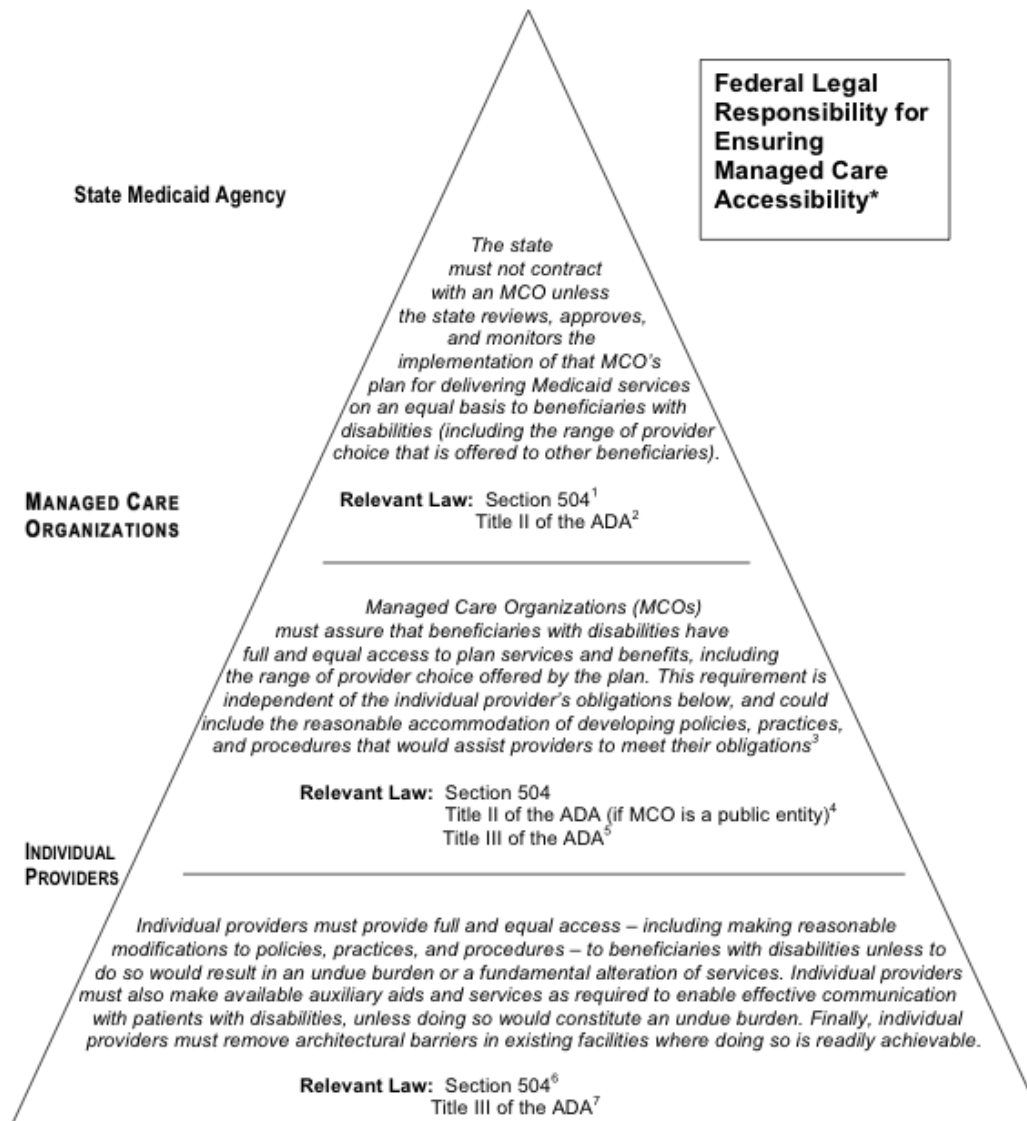 Federal Legal
Responsibility for
Ensuring
Managed Care
Accessibility*
State Medicaid Agency
The state
must not contract
with an MCO unless
the state reviews, approves,
and monitors the
implementation of that MCO's
plan for delivering Medicaid services
on an equal basis to beneficiaries with
disabilities (including the range of provider
choice that is offered to other beneficiaries).
Relevant Law: Section 504¹
Title II of the ADA²
MANAGED CARE
ORGANIZATIONS
Managed Care Organizations (MCOs)
must assure that beneficiaries with disabilities have
full and equal access to plan services and benefits, including
the range of provider choice offered by the plan. This requirement is
independent of the individual provider's obligations below, and could
include the reasonable accommodation of developing policies, practices,
and procedures that would assist providers to meet their obligations³
Relevant Law: Section 504
Title II of the ADA (if MCO is a public entity)⁴
Title III of the ADA⁵
INDIVIDUAL
PROVIDERS
Individual providers must provide full and equal access – including making reasonable
modifications to policies, practices, and procedures – to beneficiaries with disabilities unless to
do so would result in an undue burden or a fundamental alteration of services. Individual providers
must also make available auxiliary aids and services as required to enable effective communication
with patients with disabilities, unless doing so would constitute an undue burden. Finally, individual
providers must remove architectural barriers in existing facilities where doing so is readily achievable.
Relevant Law: Section 504⁶
Title III of the ADA⁷